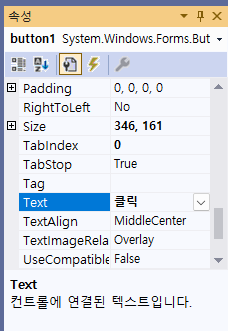 속성
button1 System.Windows.Forms.But
Padding 0, 0, 0, 0
RightToLeft No
Size 346, 161
TabIndex 0
TabStop True
Tag
Text 클릭
TextAlign MiddleCenter
TextImageRela Overlay
UseCompatible False
Text
컨트롤에 연결된 텍스트입니다.